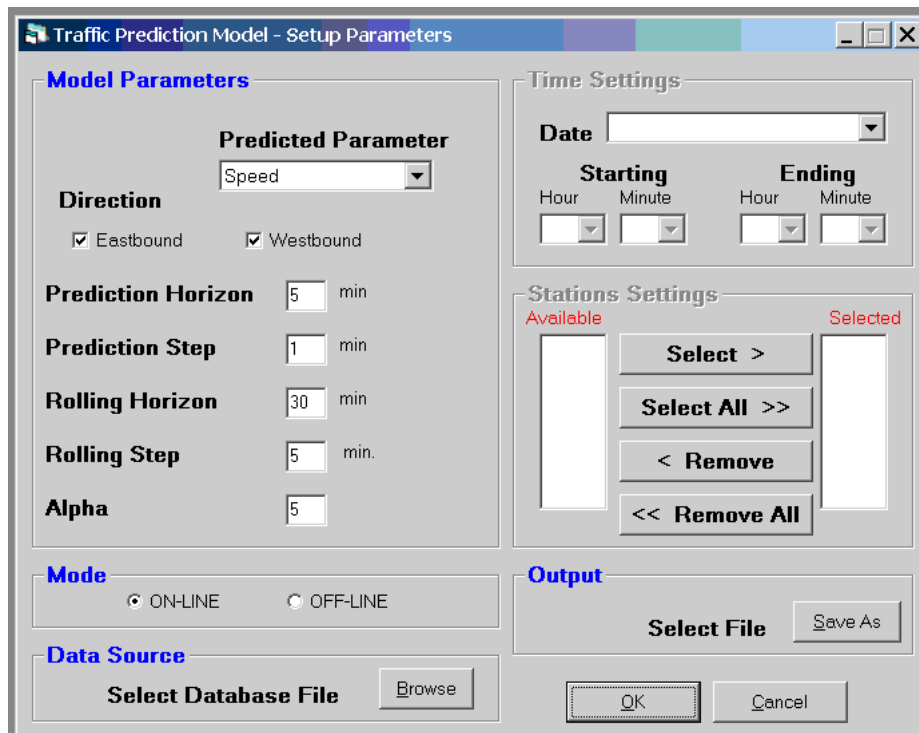 Traffic Prediction Model - Setup Parameters
Model Parameters
Predicted Parameter
Speed
Direction
Eastbound
Westbound
Prediction Horizon 5 min
Prediction Step 1 min
Rolling Horizon 30 min
Rolling Step 5 min.
Alpha 5
Mode
ON-LINE
OFF-LINE
Data Source
Select Database File
Browse
Time Settings
Date
Starting
Ending
Hour Minute
Hour Minute
Stations Settings
Available
Selected
Select >
Select All >>
< Remove
<< Remove All
Output
Select File
Save As
OK
Cancel